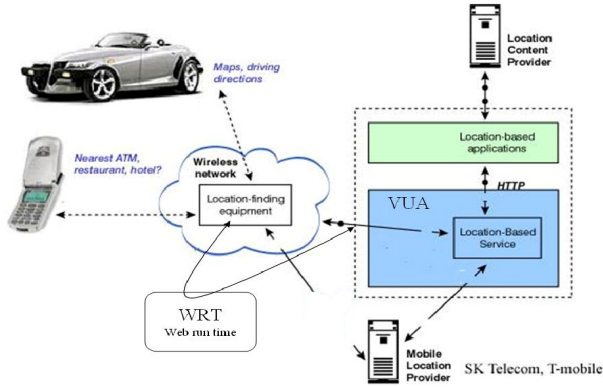 Location
Content
Provider
Maps, driving
directions
Location-based
applications
Nearest ATM,
restaurant, hotel?
Wireless
network
HTTP
Location-finding
equipment
VUA
Location-Based
Service
WRT
Web run time
Mobile
Location
Provider
SK Telecom, T-mobile